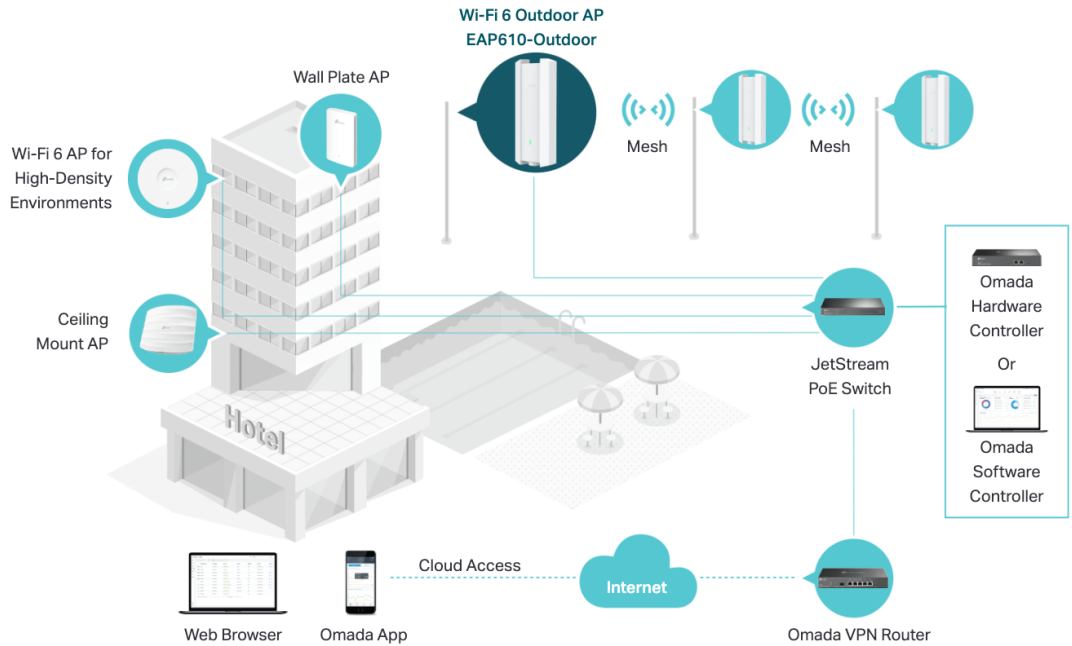 Wi-Fi 6 Outdoor AP
EAP610-Outdoor
Wall Plate AP
Mesh
Mesh
Wi-Fi 6 AP for
High-Density
Environments
Omada
Hardware
Controller
Ceiling
Mount AP
JetStream
PoE Switch
Or
Hotel
Omada
Software
Controller
Cloud Access
Internet
Web Browser
Omada App
Omada VPN Router